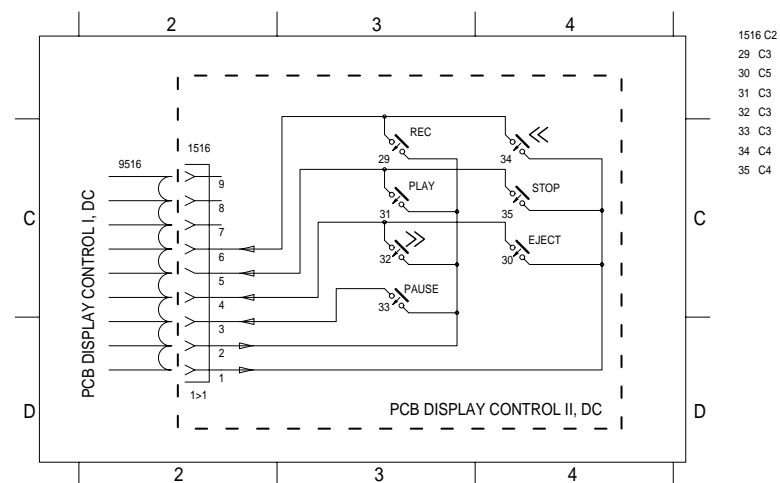 2 3 4
1516 C2
29 C3
30 C5
31 C3
32 C3
33 C3
34 C4
35 C4
REC
<<
9516
1516
29
34
9
PLAY
STOP
8
31
35
C
7
C
EJECT
>>
6
32
30
5
PAUSE
4
33
3
2
1
PCB DISPLAY CONTROL I, DC
1>1
D
PCB DISPLAY CONTROL II, DC
D
2 3 4